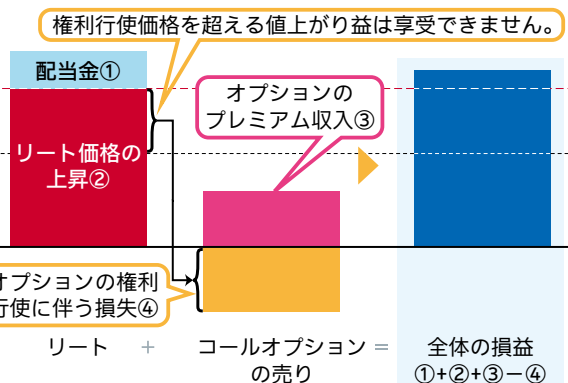 権利行使価格を超える値上がり益は享受できません。
配当金①
オプションの
プレミアム収入③
リート価格の
上昇②
オプションの権利
行使に伴う損失④
リート + コールオプション = 全体の損益
の売り ①+②+③－④